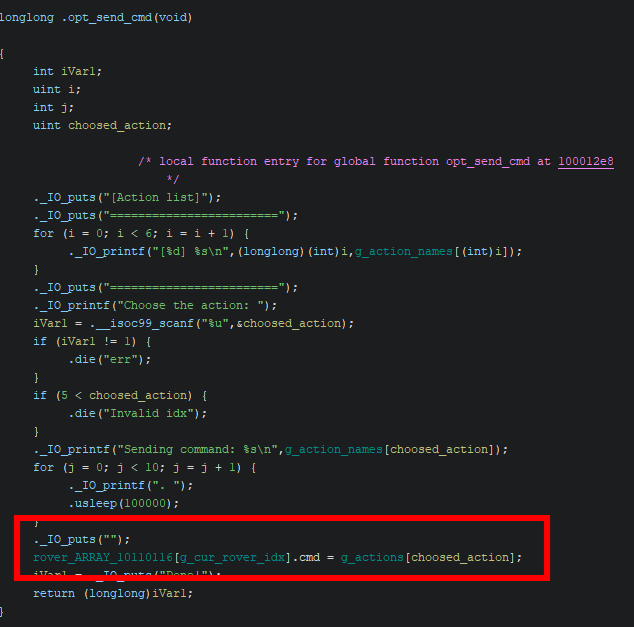 longlong .opt_send_cmd(void)
{
int iVar1;
uint i;
int j;
uint choosed_action;
/* local function entry for global function opt_send_cmd at 100012e8
*/
._IO_puts("[Action list]");
._IO_puts("========================");
for (i = 0; i < 6; i = i + 1) {
._IO_printf("[%d] %s\n",(longlong)(int)i,g_action_names[(int)i]);
}
._IO_puts("========================");
._IO_printf("Choose the action: ");
iVar1 = .__isoc99_scanf("%u",&choosed_action);
if (iVar1 != 1) {
.die("err");
}
if (5 < choosed_action) {
.die("Invalid idx");
}
._IO_printf("Sending command: %s\n",g_action_names[choosed_action]);
for (j = 0; j < 10; j = j + 1) {
._IO_printf(". ");
.usleep(100000);
}
._IO_puts("");
rover_ARRAY_10110116[g_cur_rover_idx].cmd = g_actions[choosed_action];
iVar1 = ._IO_puts("Done!");
return (longlong)iVar1;
}